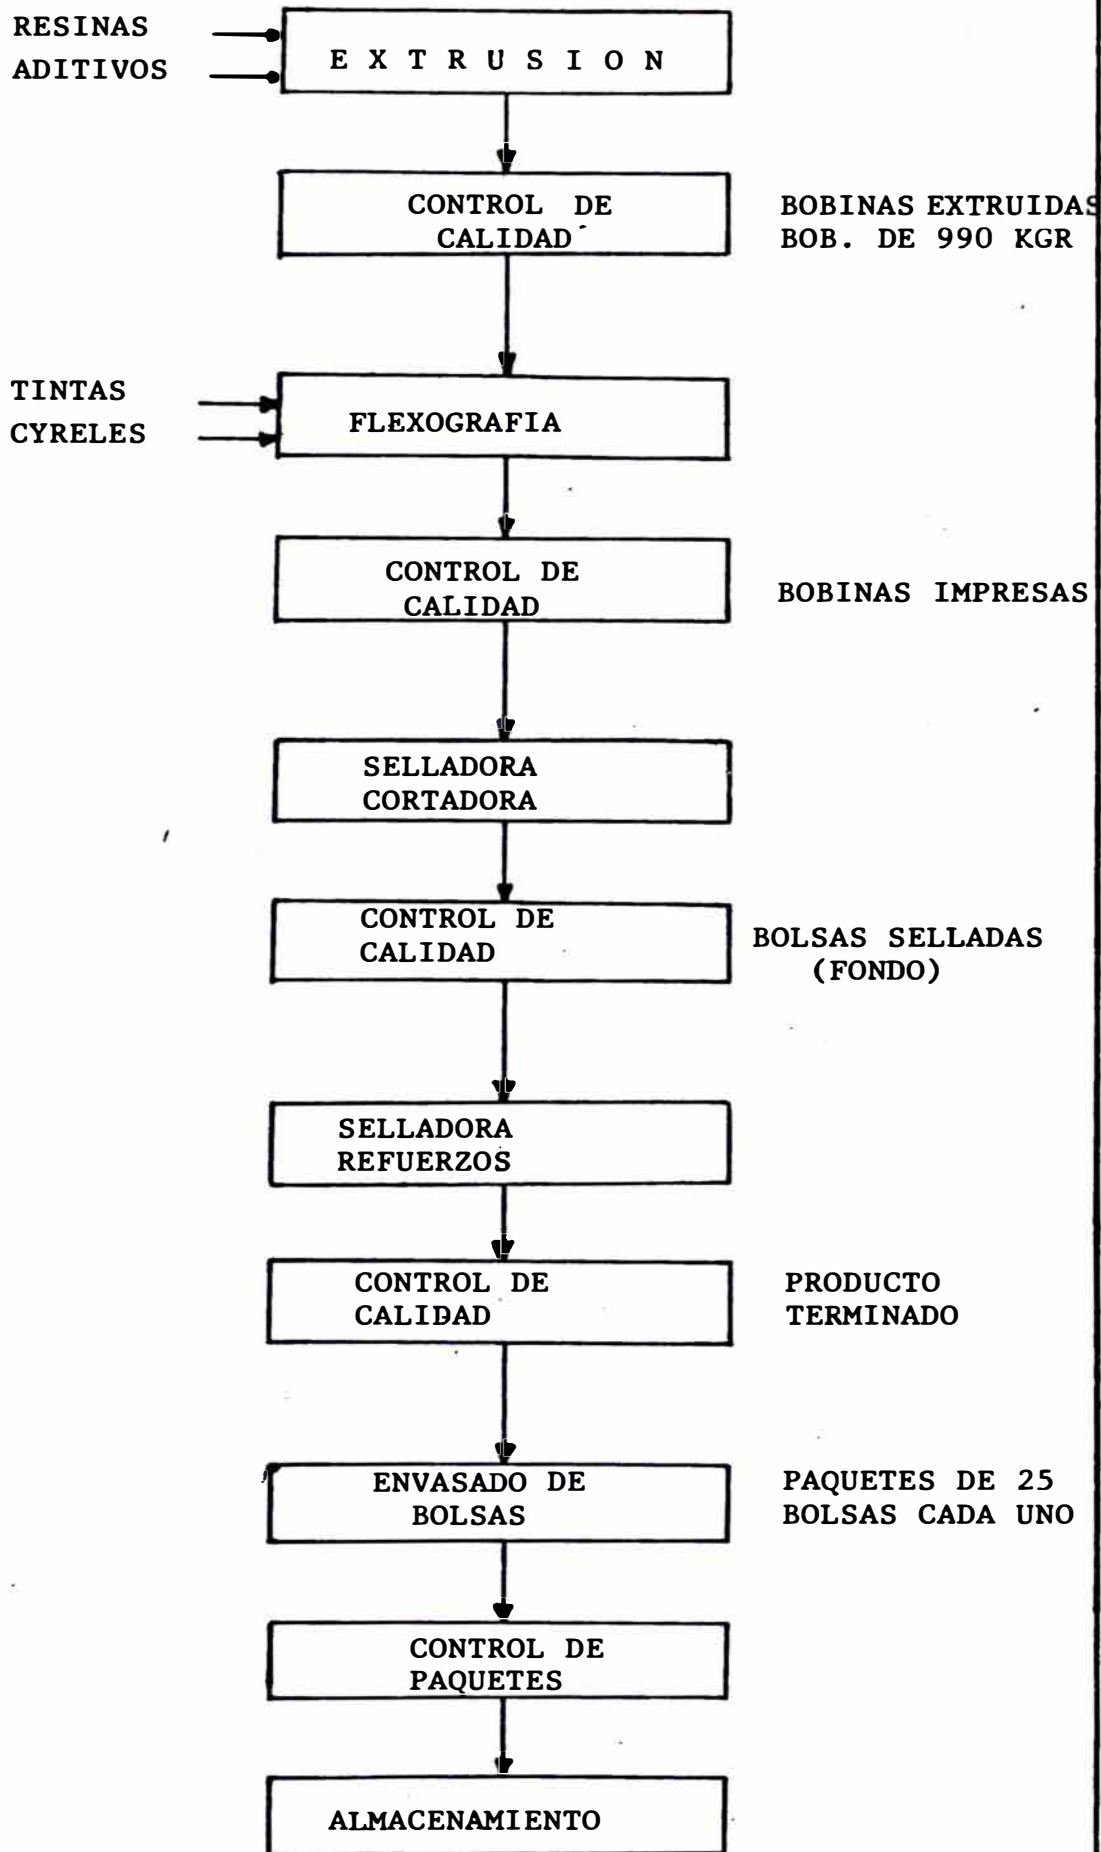 RESINAS
ADITIVOS
E X T R U S I O N
CONTROL DE
CALIDAD
BOBINAS EXTRUIDAS
BOB. DE 990 KGR
TINTAS
CYRELES
FLEXOGRAFIA
CONTROL DE
CALIDAD
BOBINAS IMPRESAS
SELLADORA
CORTADORA
CONTROL DE
CALIDAD
BOLSAS SELLADAS
(FONDO)
SELLADORA
REFUERZOS
CONTROL DE
CALIDAD
PRODUCTO
TERMINADO
ENVASADO DE
BOLSAS
PAQUETES DE 25
BOLSAS CADA UNO
CONTROL DE
PAQUETES
ALMACENAMIENTO